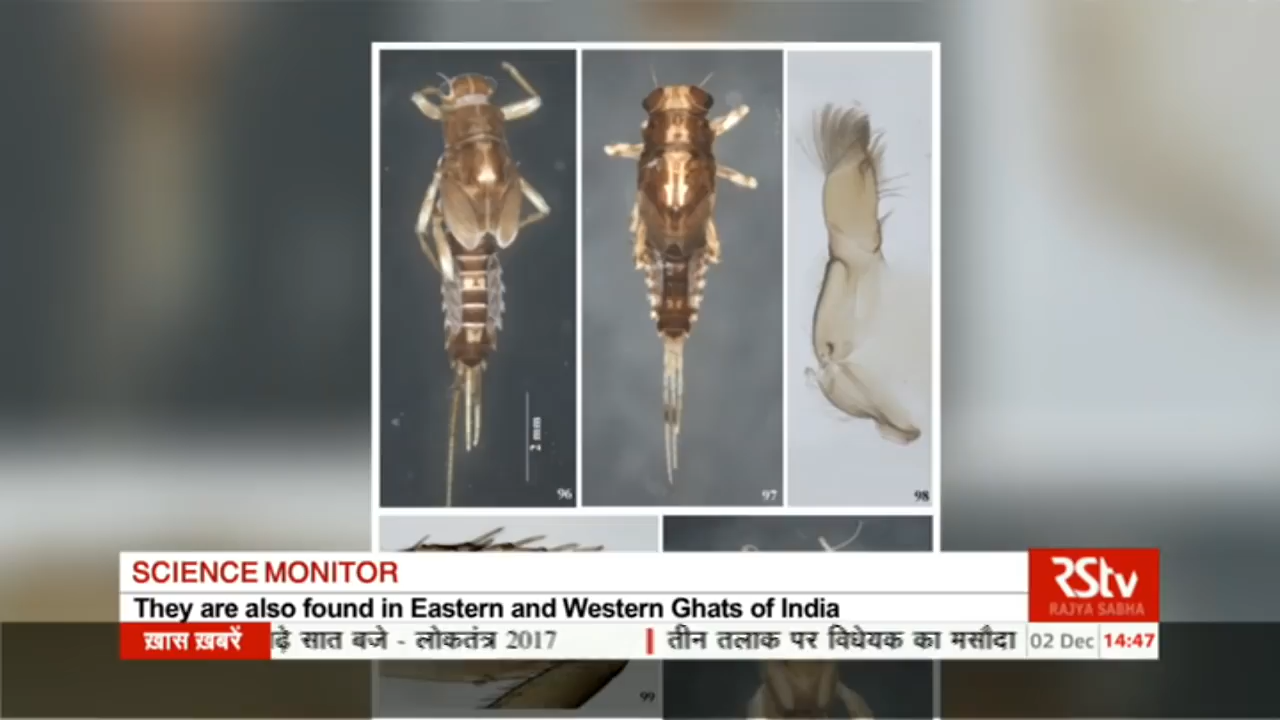 2 mm
96
97
98
SCIENCE MONITOR
They are also found in Eastern and Western Ghats of India
RStv
RAJYA SABHA
ख़ास ख़बरें
सात बजे - लोकतंत्र 2017 | तीन तलाक पर विधेयक का मसौदा
02 Dec 14:47
99